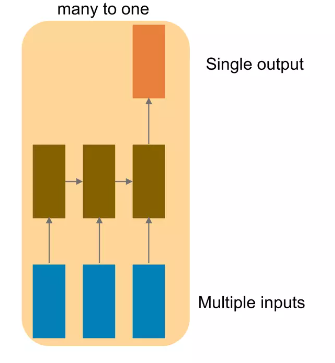 many to one
Single output
Multiple inputs